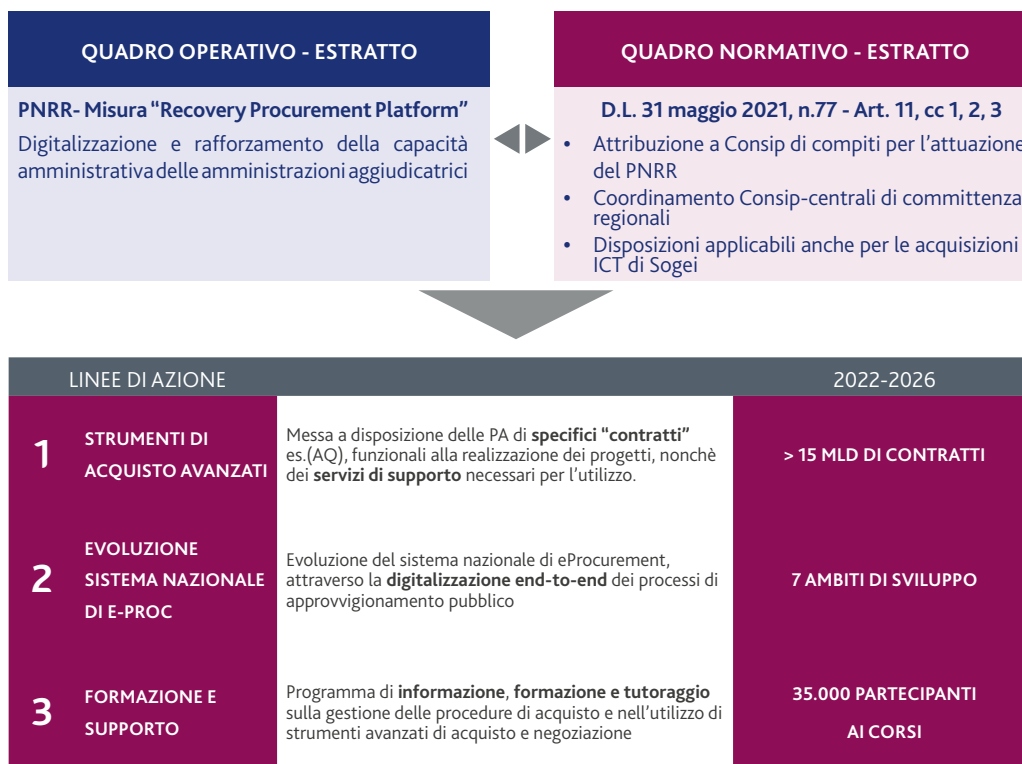 QUADRO OPERATIVO - ESTRATTO
PNRR- Misura “Recovery Procurement Platform”
Digitalizzazione e rafforzamento della capacità
amministrativa delle amministrazioni aggiudicatrici
QUADRO NORMATIVO - ESTRATTO
D.L. 31 maggio 2021, n.77 - Art. 11, cc 1, 2, 3
• Attribuzione a Consip di compiti per l’attuazione
del PNRR
• Coordinamento Consip-centrali di committenza
regionali
• Disposizioni applicabili anche per le acquisizioni
ICT di Sogei
LINEE DI AZIONE
2022-2026
1
STRUMENTI DI
ACQUISTO AVANZATI
Messa a disposizione delle PA di specifici "contratti"
es.(AQ), funzionali alla realizzazione dei progetti, nonchè
dei servizi di supporto necessari per l’utilizzo.
> 15 MLD DI CONTRATTI
2
EVOLUZIONE
SISTEMA NAZIONALE
DI E-PROC
Evoluzione del sistema nazionale di eProcurement,
attraverso la digitalizzazione end-to-end dei processi di
approvvigionamento pubblico
7 AMBITI DI SVILUPPO
3
FORMAZIONE E
SUPPORTO
Programma di informazione, formazione e tutoraggio
sulla gestione delle procedure di acquisto e nell’utilizzo di
strumenti avanzati di acquisto e negoziazione
35.000 PARTECIPANTI
AI CORSI